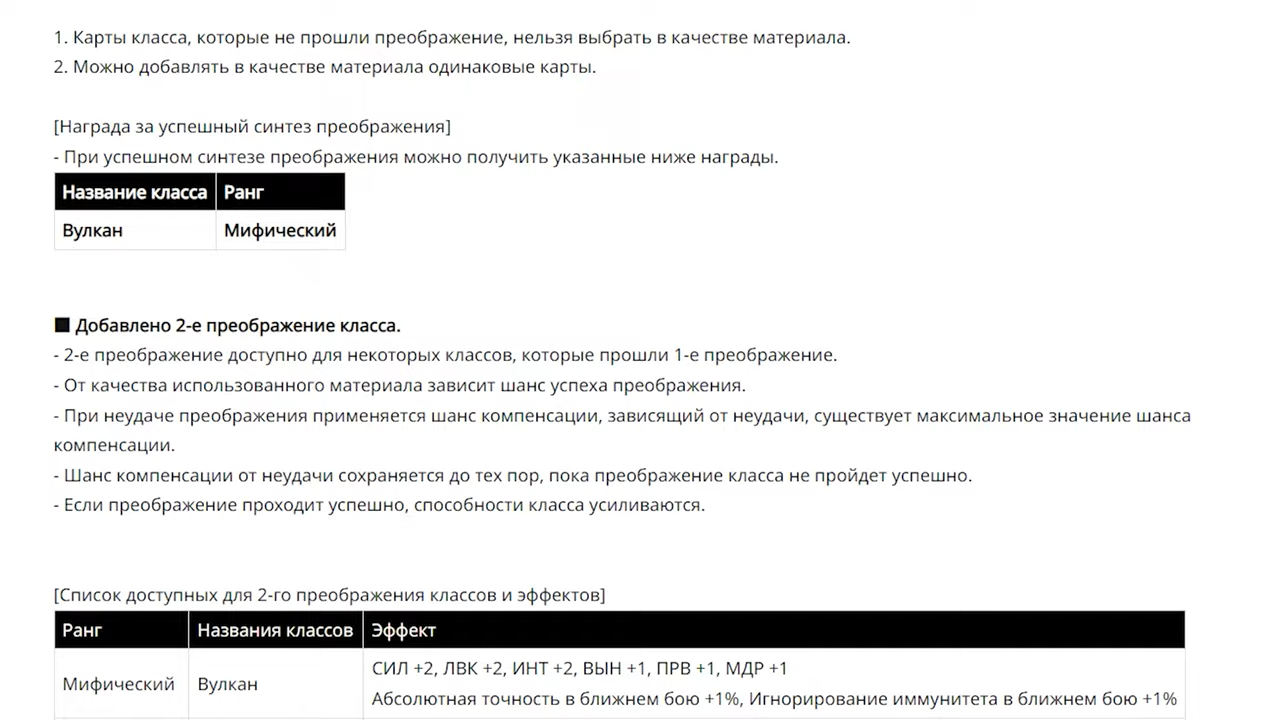 1. Карты класса, которые не прошли преображение, нельзя выбрать в качестве материала.
2. Можно добавлять в качестве материала одинаковые карты.
[Награда за успешный синтез преображения]
- При успешном синтезе преображения можно получить указанные ниже награды.
Название класса Ранг
Вулкан Мифический
■ Добавлено 2-е преображение класса.
- 2-е преображение доступно для некоторых классов, которые прошли 1-е преображение.
- От качества использованного материала зависит шанс успеха преображения.
- При неудаче преображения применяется шанс компенсации, зависящий от неудачи, существует максимальное значение шанса
компенсации.
- Шанс компенсации от неудачи сохраняется до тех пор, пока преображение класса не пройдет успешно.
- Если преображение проходит успешно, способности класса усиливаются.
[Список доступных для 2-го преображения классов и эффектов]
Ранг Названия классов Эффект
СИЛ +2, ЛВК +2, ИНТ +2, ВЫН +1, ПРВ +1, МДР +1
Мифический Вулкан
Абсолютная точность в ближнем бою +1%, Игнорирование иммунитета в ближнем бою +1%